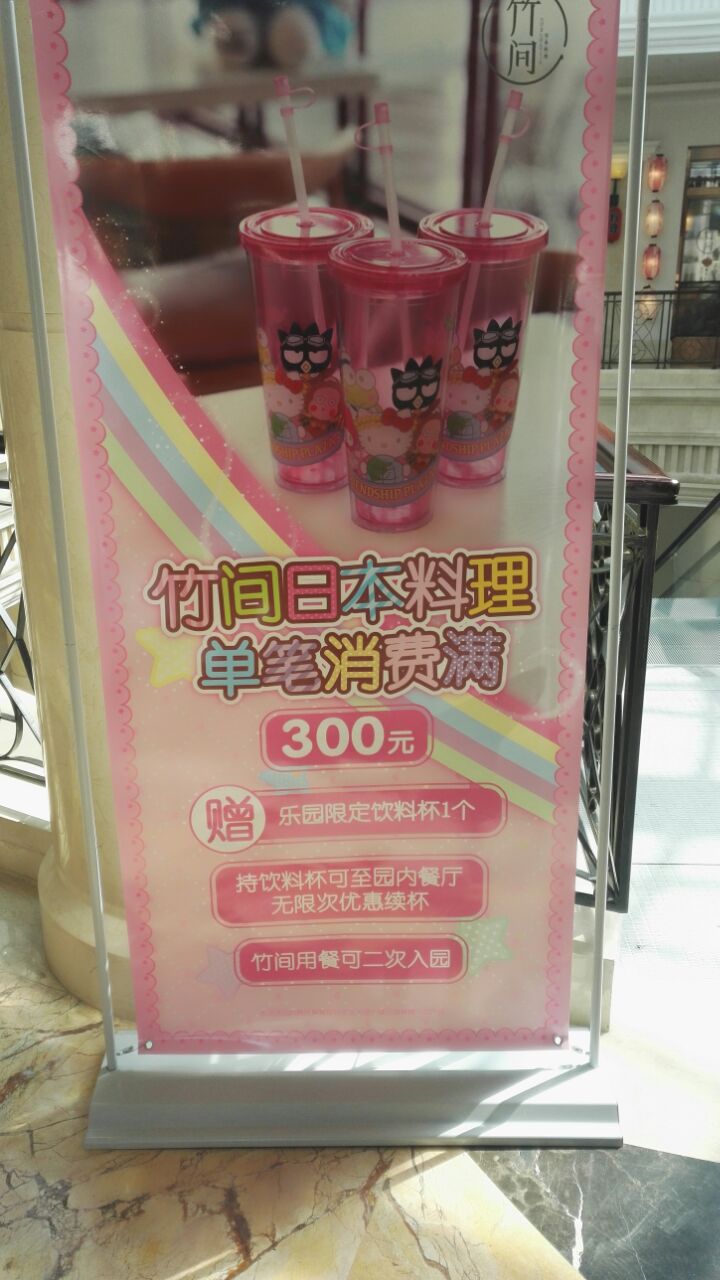 竹
间
FRIENDSHIP PLAZA
竹间日本料理
单笔消费满
300元
赠 乐园限定饮料杯1个
持饮料杯可至园内餐厅
无限次优惠续杯
竹间用餐可二次入园